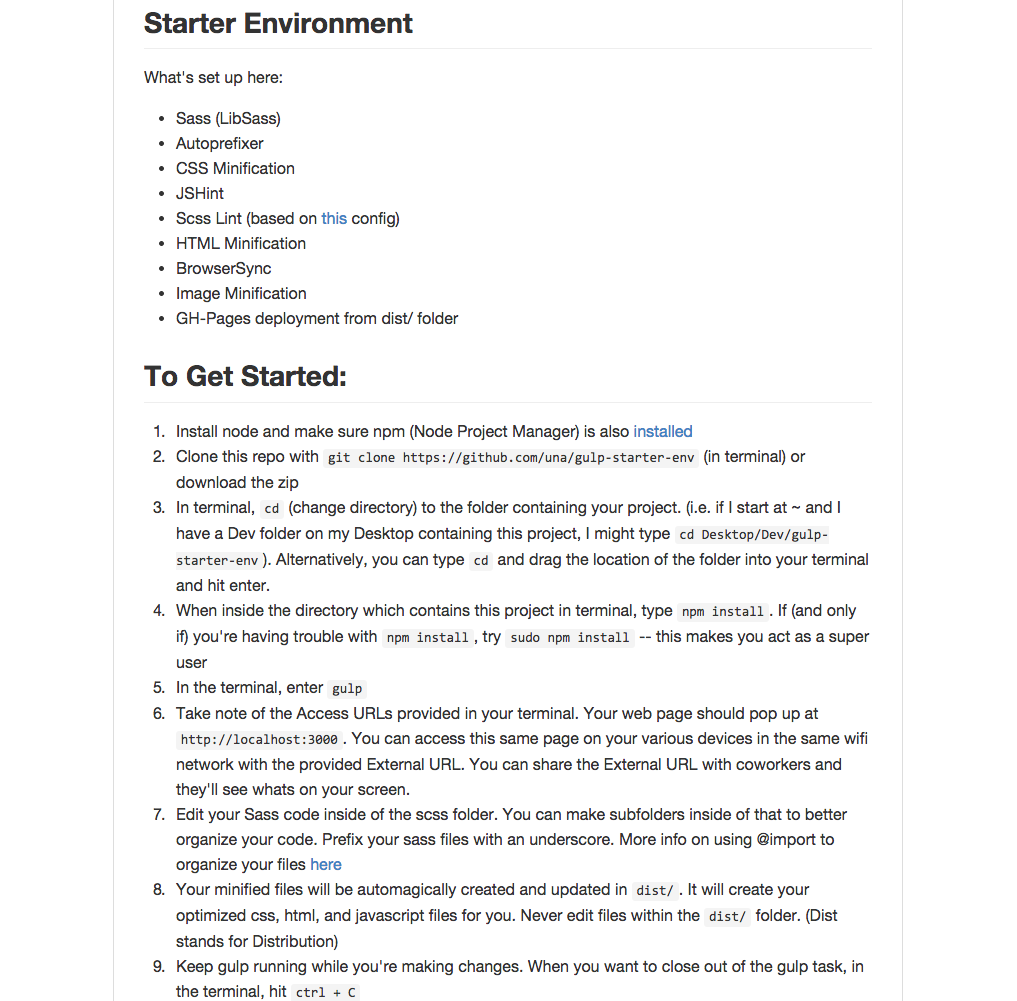 Starter Environment
What's set up here:
• Sass (LibSass)
• Autoprefixer
• CSS Minification
• JSHint
• Scss Lint (based on this config)
• HTML Minification
• BrowserSync
• Image Minification
• GH-Pages deployment from dist/ folder
To Get Started:
1. Install node and make sure npm (Node Project Manager) is also installed
2. Clone this repo with git clone https://github.com/una/gulp-starter-env (in terminal) or
download the zip
3. In terminal, cd (change directory) to the folder containing your project. (i.e. if I start at ~ and I
have a Dev folder on my Desktop containing this project, I might type cd Desktop/Dev/gulp-
starter-env ). Alternatively, you can type cd and drag the location of the folder into your terminal
and hit enter.
4. When inside the directory which contains this project in terminal, type npm install . If (and only
if) you're having trouble with npm install , try sudo npm install -- this makes you act as a super
user
5. In the terminal, enter gulp
6. Take note of the Access URLs provided in your terminal. Your web page should pop up at
http://localhost:3000 . You can access this same page on your various devices in the same wifi
network with the provided External URL. You can share the External URL with coworkers and
they'll see whats on your screen.
7. Edit your Sass code inside of the scss folder. You can make subfolders inside of that to better
organize your code. Prefix your sass files with an underscore. More info on using @import to
organize your files here
8. Your minified files will be automagically created and updated in dist/ . It will create your
optimized css, html, and javascript files for you. Never edit files within the dist/ folder. (Dist
stands for Distribution)
9. Keep gulp running while you're making changes. When you want to close out of the gulp task, in
the terminal, hit ctrl + C